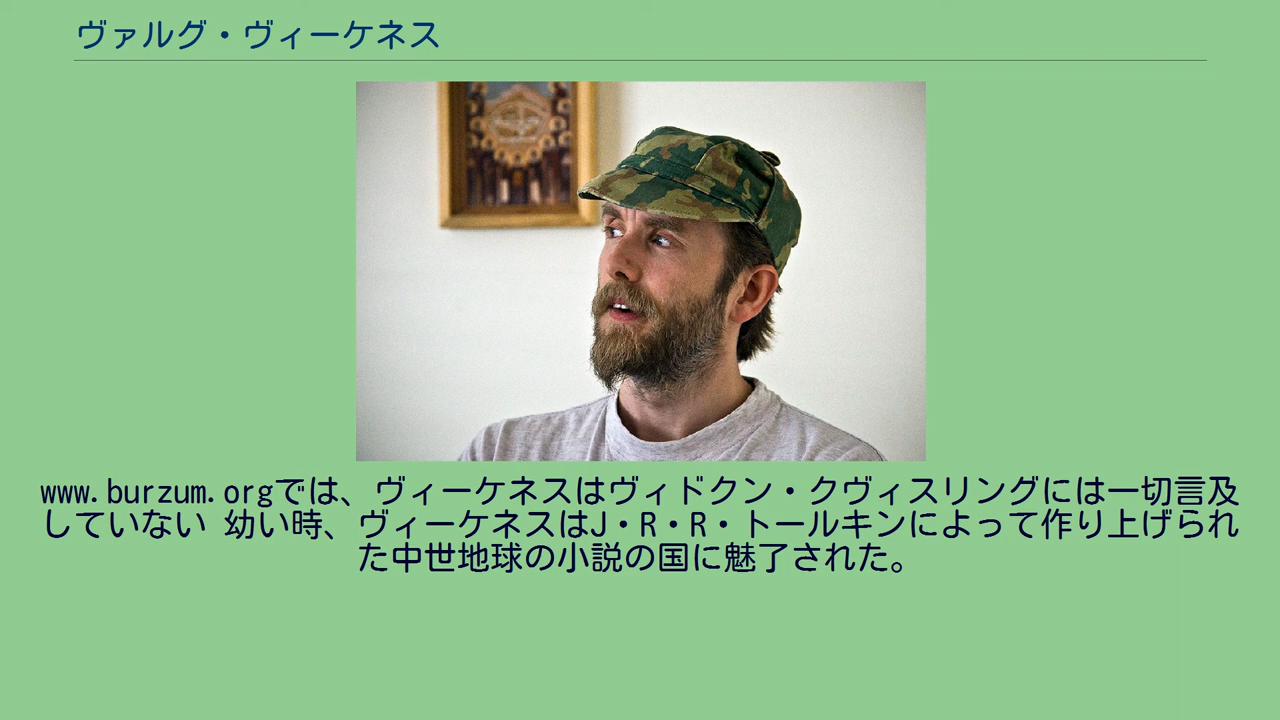 ヴァルグ・ヴィーケネス
www.burzum.orgでは、ヴィーケネスはヴィドクン・クヴィスリングには一切言及
していない 幼い時、ヴィーケネスはJ・R・R・トールキンによって作り上げられ
た中世地球の小説の国に魅了された。